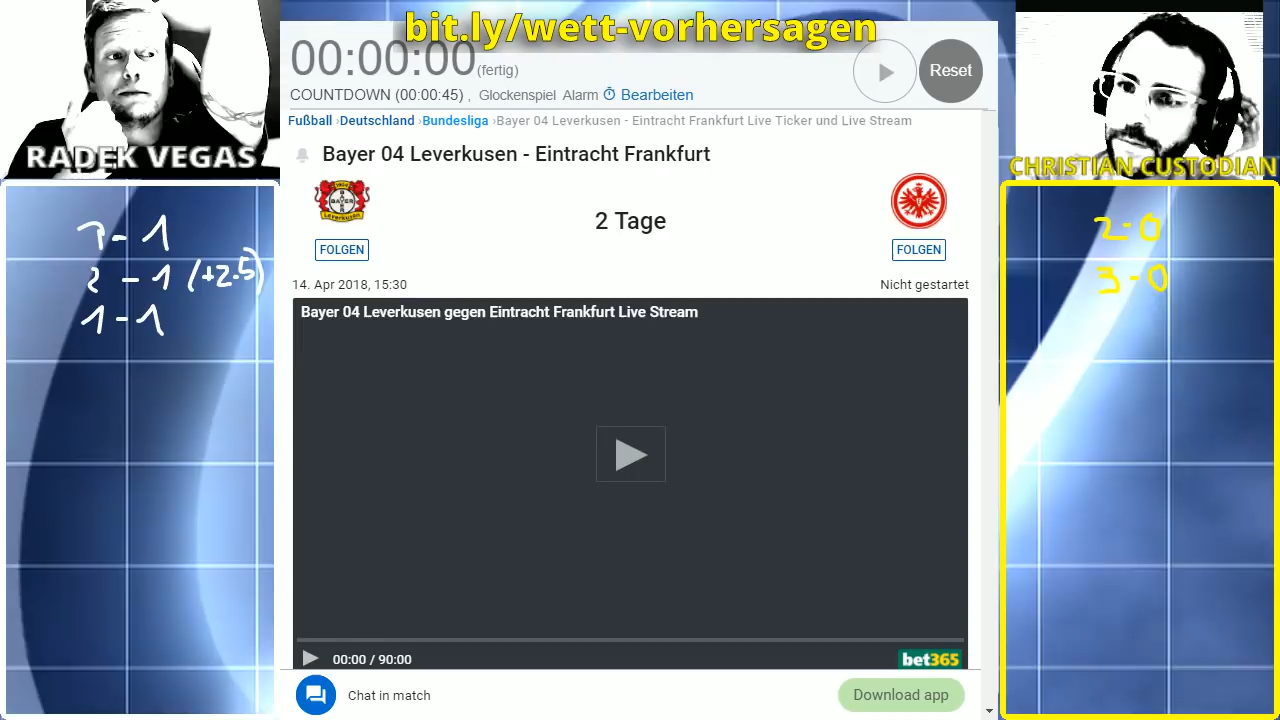 bit.ly/wett-vorhersagen
00:00:00 (fertig)
Reset
COUNTDOWN (00:00:45) , Glockenspiel Alarm Bearbeiten
Fußball ›Deutschland ›Bundesliga ›Bayer 04 Leverkusen - Eintracht Frankfurt Live Ticker und Live Stream
RADEK VEGAS
CHRISTIAN CUSTODIAN
Bayer 04 Leverkusen - Eintracht Frankfurt
2 Tage
FOLGEN
FOLGEN
14. Apr 2018, 15:30
Nicht gestartet
Bayer 04 Leverkusen gegen Eintracht Frankfurt Live Stream
- 1
2 - 1 (+2.5)
1 - 1
2-0
3-0
00:00 / 90:00
bet365
Chat in match
Download app